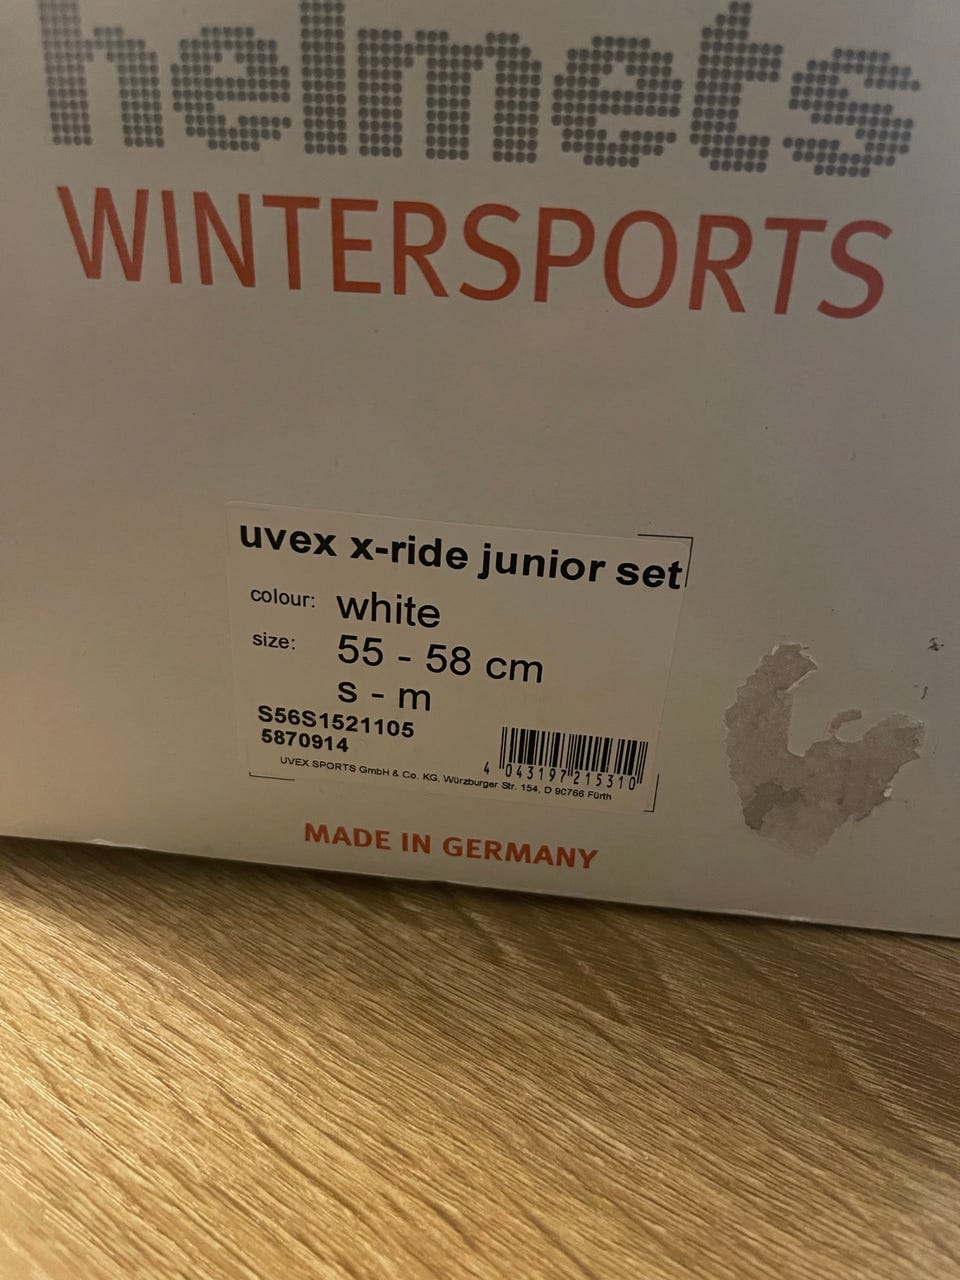 helmets
WINTERSPORTS
uvex x-ride junior set
colour: white
size: 55 - 58 cm
s - m
S56S1521105
5870914
4 043197 215310
UVEX SPORTS GmbH & Co. KG, Würzburger Str. 154, D 90766 Fürth
MADE IN GERMANY